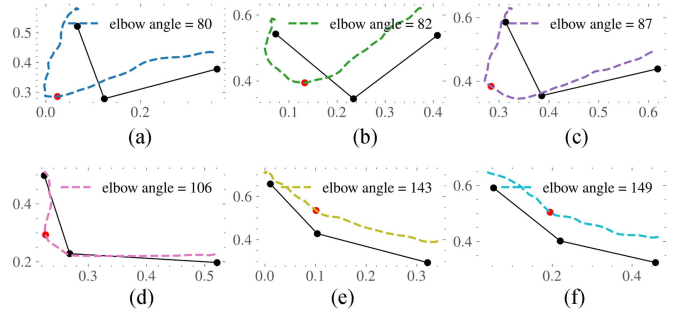 elbow angle = 80
0.5
0.4
0.3
0.0
0.2
(a)
elbow angle = 82
0.6
0.4
0.1
0.2
0.3
0.4
(b)
elbow angle = 87
0.6
0.4
0.3
0.4
0.5
0.6
(c)
elbow angle = 106
0.4
0.2
0.3
0.4
0.5
(d)
elbow angle = 143
0.6
0.4
0.0
0.1
0.2
0.3
(e)
elbow angle = 149
0.6
0.4
0.2
0.4
(f)